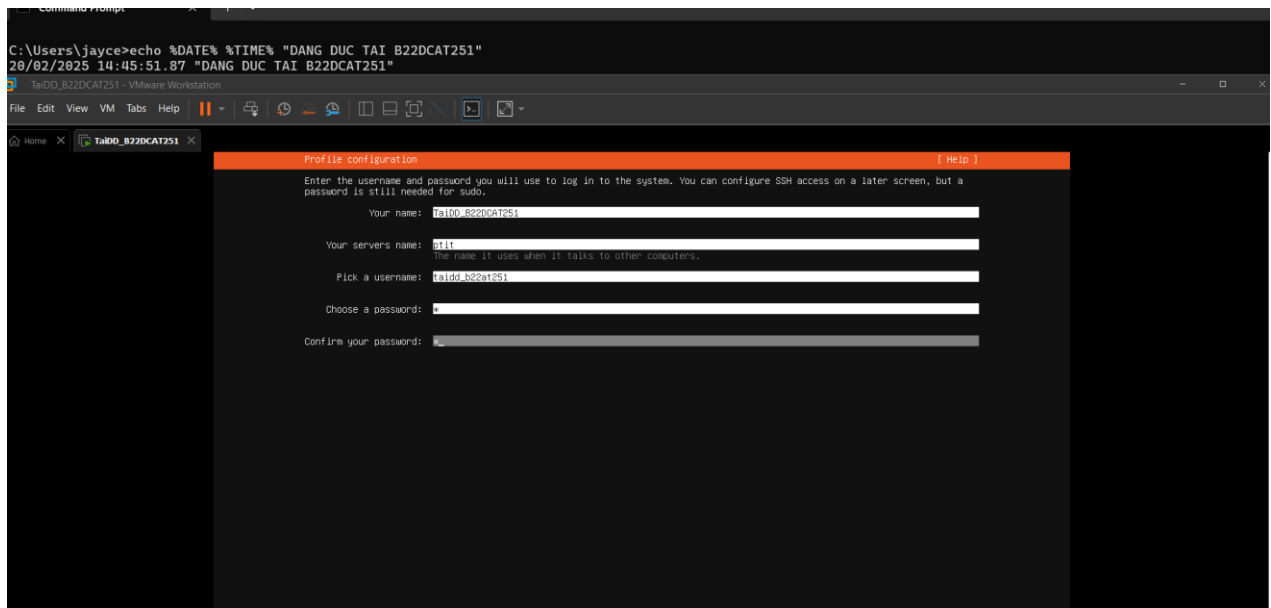 Command Prompt
C:\Users\jayce>echo %DATE% %TIME% "DANG DUC TAI B22DCAT251"
20/02/2025 14:45:51.87 "DANG DUC TAI B22DCAT251"
TaiDD_B22DCAT251 - VMware Workstation
File Edit View VM Tabs Help
Home TaiDD_B22DCAT251
Profile configuration [ Help ]
Enter the username and password you will use to log in to the system. You can configure SSH access on a later screen, but a
password is still needed for sudo.
Your name: TaiDD_B22DCAT251
Your servers name: ptit
The name it uses when it talks to other computers.
Pick a username: taidd_b22at251
Choose a password: *
Confirm your password: *_